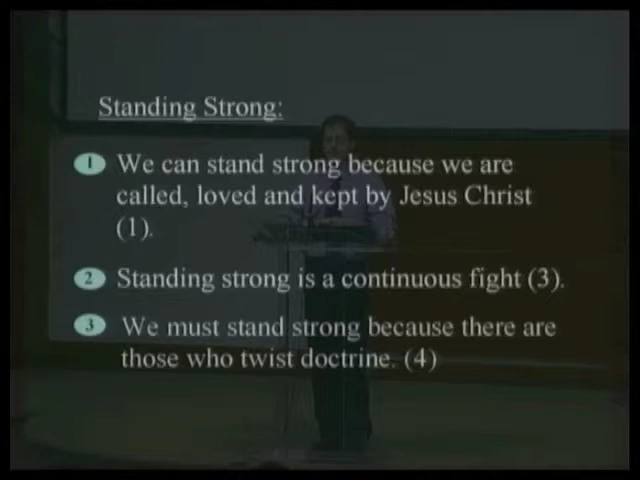 Standing Strong:
1 We can stand strong because we are
called, loved and kept by Jesus Christ
(1).
2 Standing strong is a continuous fight (3).
3 We must stand strong because there are
those who twist doctrine. (4)